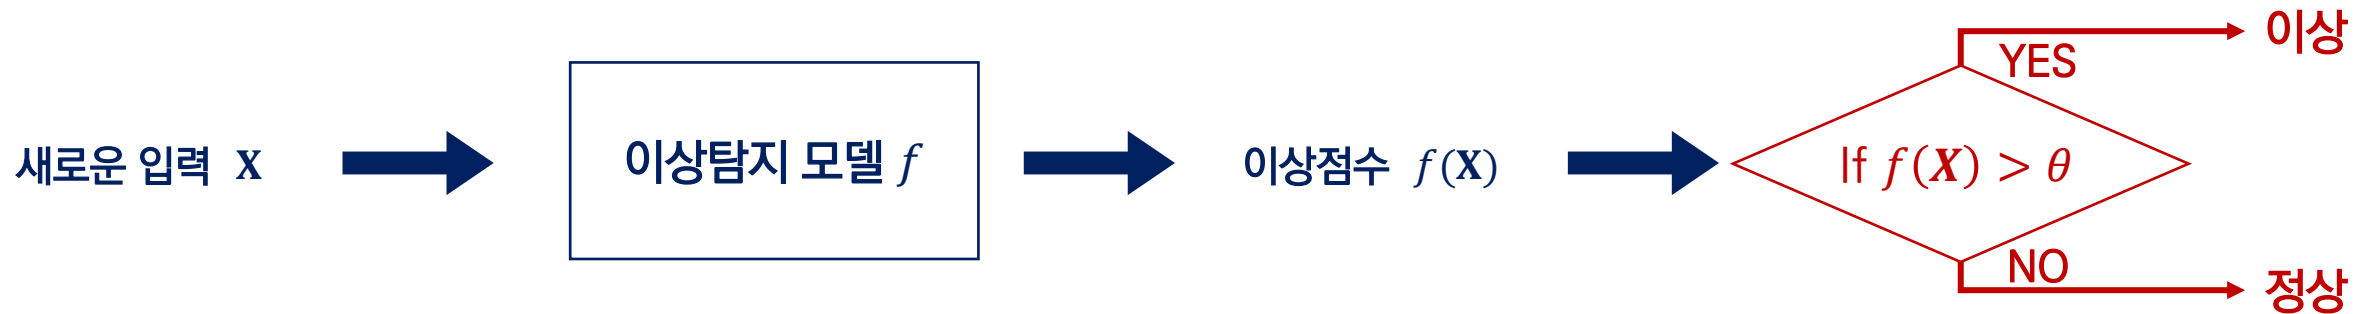 새로운 입력 X
이상탐지 모델 f
이상점수 f(X)
If f(X) > θ
YES
이상
NO
정상